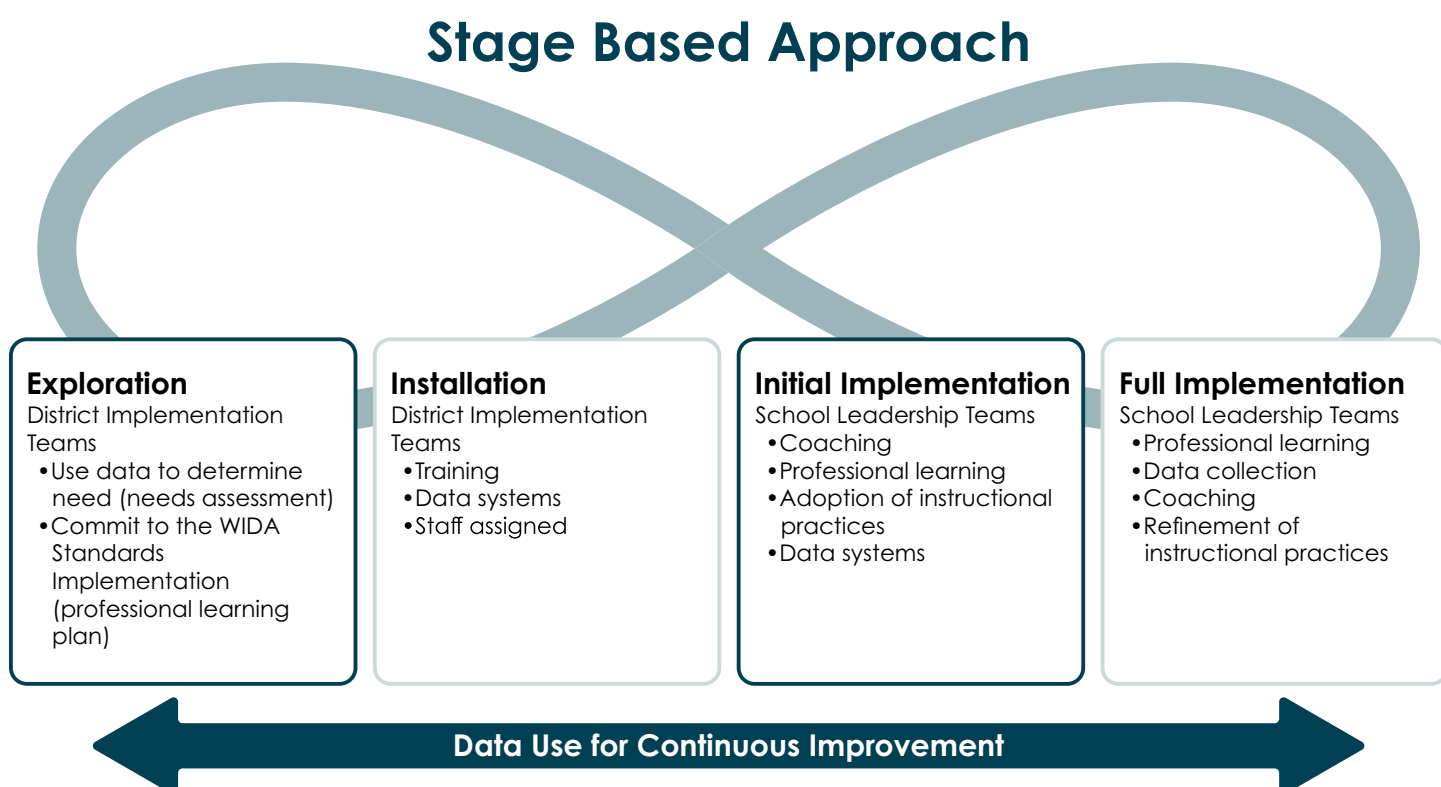 Stage Based Approach
Exploration
District Implementation
Teams
•Use data to determine
need (needs assessment)
•Commit to the WIDA
Standards
Implementation
(professional learning
plan)
Installation
District Implementation
Teams
•Training
•Data systems
•Staff assigned
Initial Implementation
School Leadership Teams
•Coaching
•Professional learning
•Adoption of instructional
practices
•Data systems
Full Implementation
School Leadership Teams
•Professional learning
•Data collection
•Coaching
•Refinement of
instructional practices
Data Use for Continuous Improvement